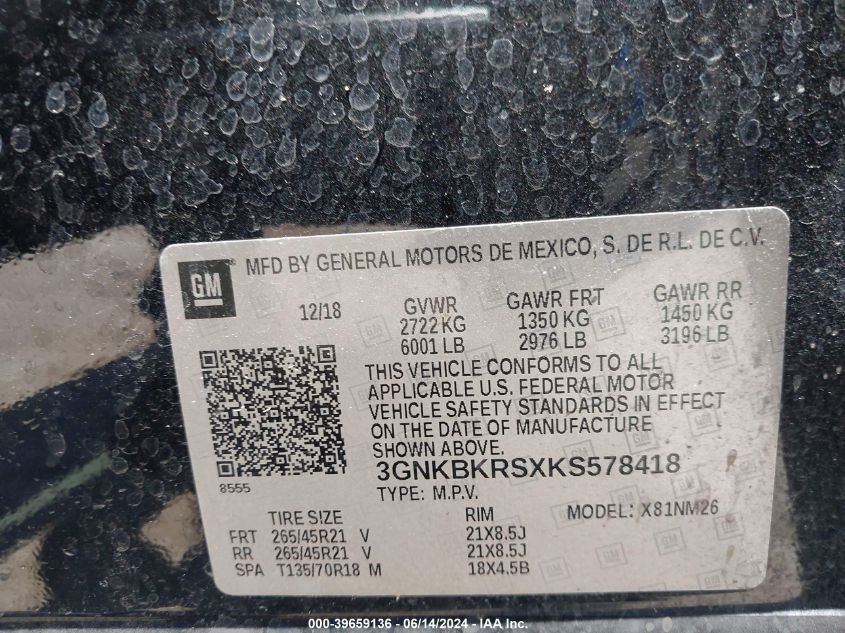 GM
MFD BY GENERAL MOTORS DE MEXICO, S. DE R.L. DE C.V.
12/18 GVWR GAWR FRT GAWR RR
2722 KG 1350 KG 1450 KG
6001 LB 2976 LB 3196 LB
THIS VEHICLE CONFORMS TO ALL
APPLICABLE U.S. FEDERAL MOTOR
VEHICLE SAFETY STANDARDS IN EFFECT
ON THE DATE OF MANUFACTURE
SHOWN ABOVE.
3GNKBKRSXKS578418
8555
TYPE: M.P.V. MODEL: X81NM26
TIRE SIZE RIM
FRT 265/45R21 V 21X8.5J
RR 265/45R21 V 21X8.5J
SPA T135/70R18 M 18X4.5B
000-39659136 - 06/14/2024 - IAA Inc.